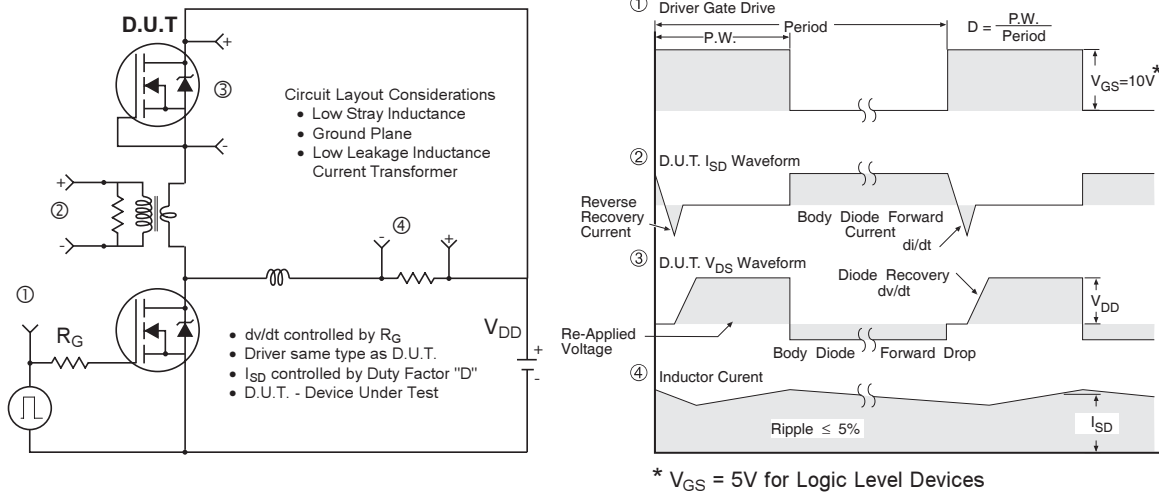 D.U.T
+
③
-
Circuit Layout Considerations
• Low Stray Inductance
• Ground Plane
• Low Leakage Inductance
Current Transformer
+
②
-
④
- +
①
R_G
• dv/dt controlled by R_G
• Driver same type as D.U.T.
• I_SD controlled by Duty Factor "D"
• D.U.T. - Device Under Test
V_DD
+
-
① Driver Gate Drive
P.W.
Period
D = P.W. / Period
V_GS=10V *
② D.U.T. I_SD Waveform
Reverse
Recovery
Current
Body Diode Forward
Current
di/dt
③ D.U.T. V_DS Waveform
Diode Recovery
dv/dt
V_DD
Re-Applied
Voltage
Body Diode Forward Drop
④ Inductor Curent
Ripple ≤ 5%
I_SD
* V_GS = 5V for Logic Level Devices